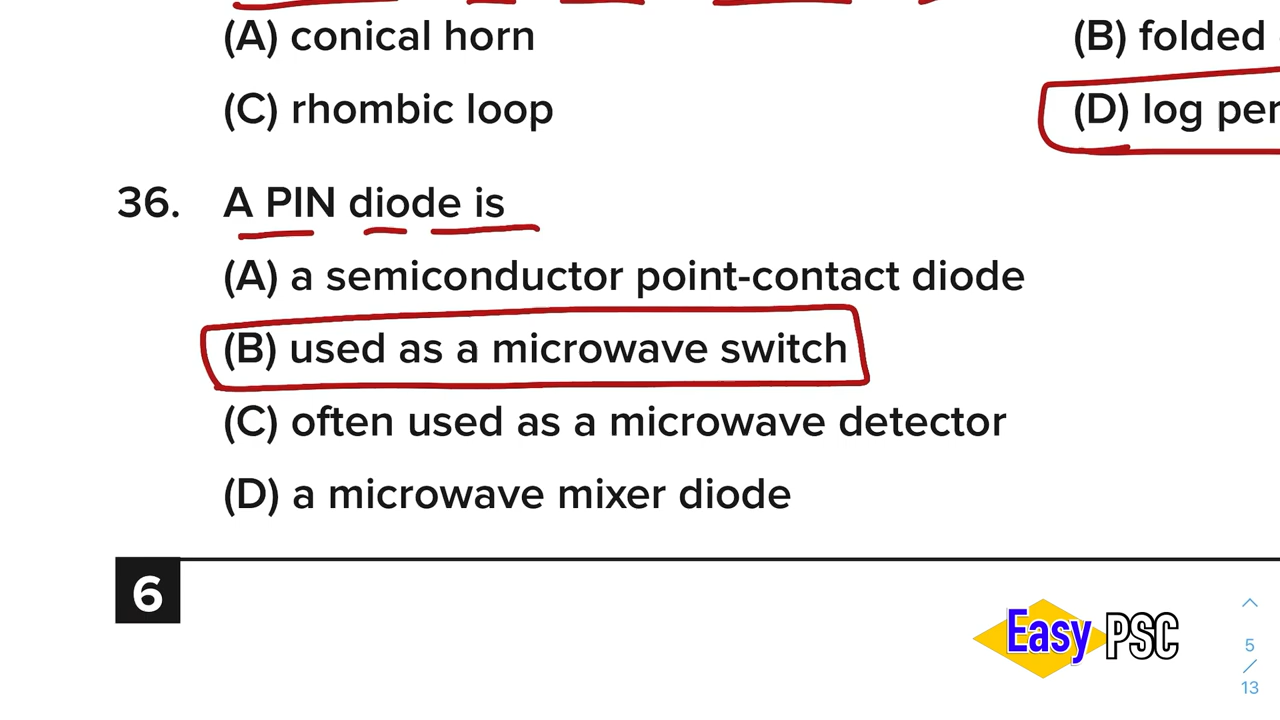 (A) conical horn
(B) folded
(C) rhombic loop
(D) log per
36. A PIN diode is
(A) a semiconductor point-contact diode
(B) used as a microwave switch
(C) often used as a microwave detector
(D) a microwave mixer diode
6
Easy PSC
5
/
13